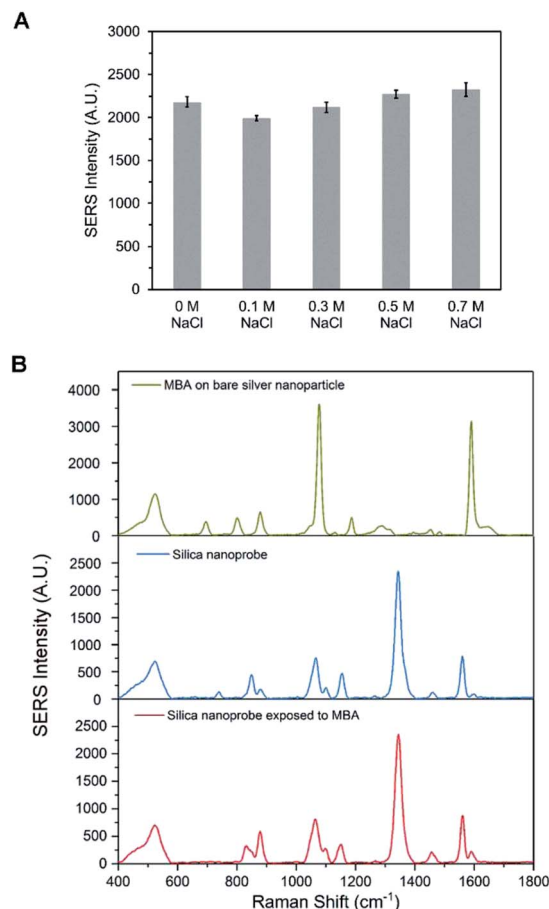 A
SERS Intensity (A.U.)
3000
2500
2000
1500
1000
500
0
0 M 0.1 M 0.3 M 0.5 M 0.7 M
NaCl NaCl NaCl NaCl NaCl
B
SERS Intensity (A.U.)
MBA on bare silver nanoparticle
4000
3000
2000
1000
0
Silica nanoprobe
2500
2000
1500
1000
500
0
Silica nanoprobe exposed to MBA
2500
2000
1500
1000
500
0
400 600 800 1000 1200 1400 1600 1800
Raman Shift (cm⁻¹)